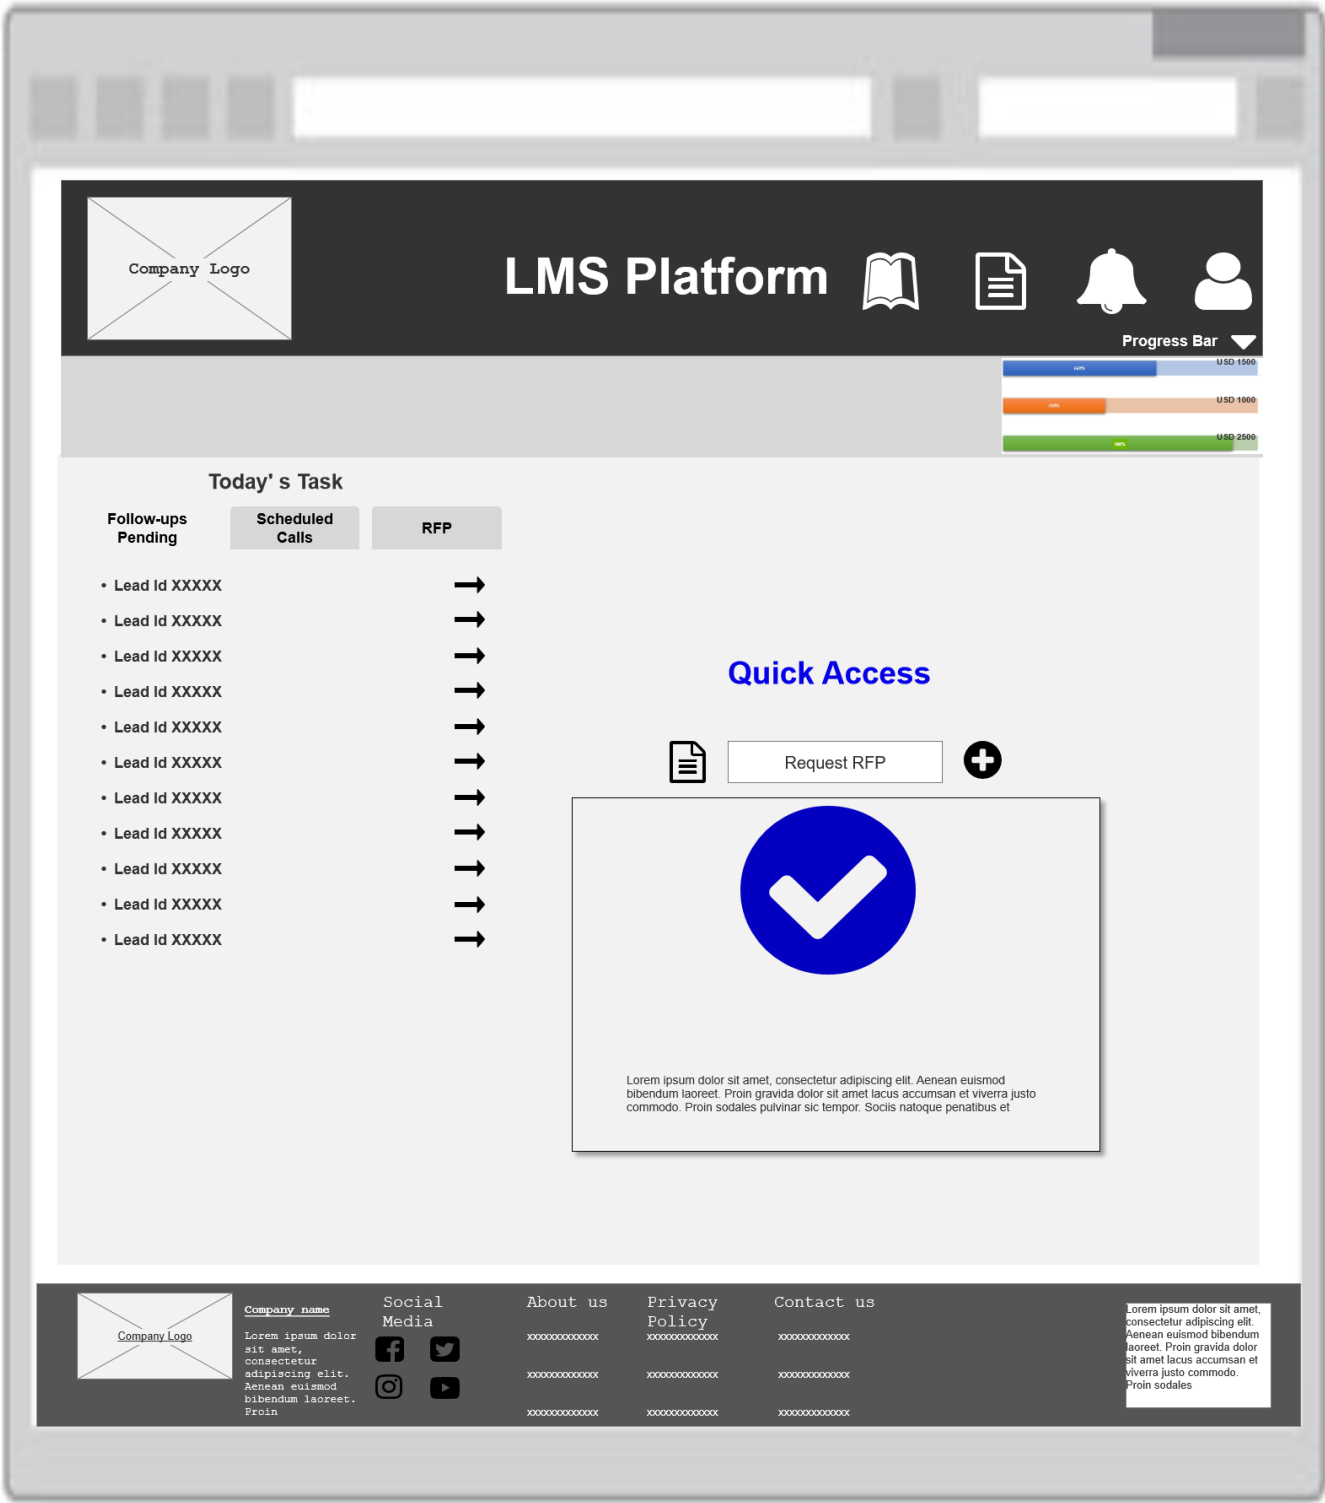 Company Logo
LMS Platform
Progress Bar
USD 1500
60%
USD 1000
40%
USD 2500
Today' s Task
Follow-ups
Pending
Scheduled
Calls
RFP
• Lead Id XXXXX
• Lead Id XXXXX
• Lead Id XXXXX
• Lead Id XXXXX
• Lead Id XXXXX
• Lead Id XXXXX
• Lead Id XXXXX
• Lead Id XXXXX
• Lead Id XXXXX
• Lead Id XXXXX
• Lead Id XXXXX
Quick Access
Request RFP
Lorem ipsum dolor sit amet, consectetur adipiscing elit. Aenean euismod
bibendum laoreet. Proin gravida dolor sit amet lacus accumsan et viverra justo
commodo. Proin sodales pulvinar sic tempor. Sociis natoque penatibus et
Company Logo
Company name
Lorem ipsum dolor
sit amet,
consectetur
adipiscing elit.
Aenean euismod
bibendum laoreet.
Proin
Social
Media
About us
xxxxxxxxxxxxx
xxxxxxxxxxxxx
xxxxxxxxxxxxx
Privacy
Policy
xxxxxxxxxxxxx
xxxxxxxxxxxxx
xxxxxxxxxxxxx
Contact us
xxxxxxxxxxxxx
xxxxxxxxxxxxx
xxxxxxxxxxxxx
Lorem ipsum dolor sit amet,
consectetur adipiscing elit.
Aenean euismod bibendum
laoreet. Proin gravida dolor
sit amet lacus accumsan et
viverra justo commodo.
Proin sodales